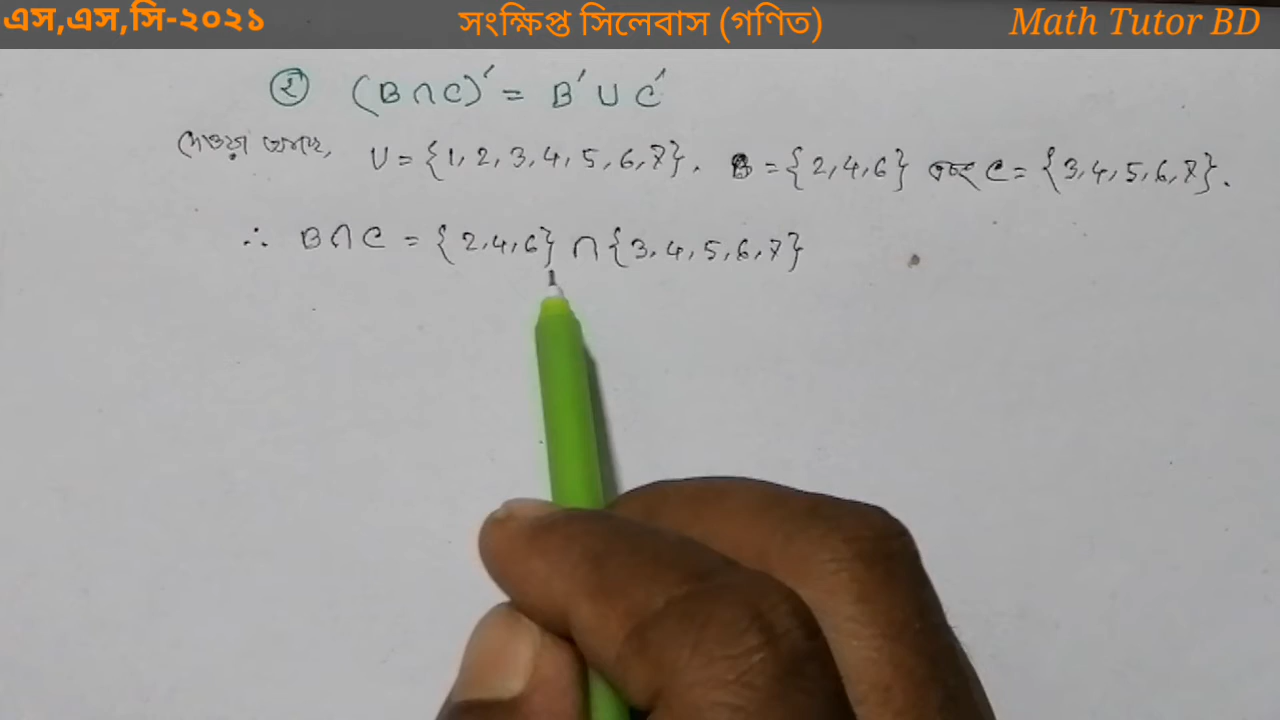 এস,এস,সি-২০২১ সংক্ষিপ্ত সিলেবাস (গণিত) Math Tutor BD
২ (B∩C)′ = B′ ∪ C′
দেওয়া আছে, U = {1, 2, 3, 4, 5, 6, 7}. B = {2, 4, 6} এবং C = {3, 4, 5, 6, 7}.
∴ B∩C = {2, 4, 6} ∩ {3, 4, 5, 6, 7}